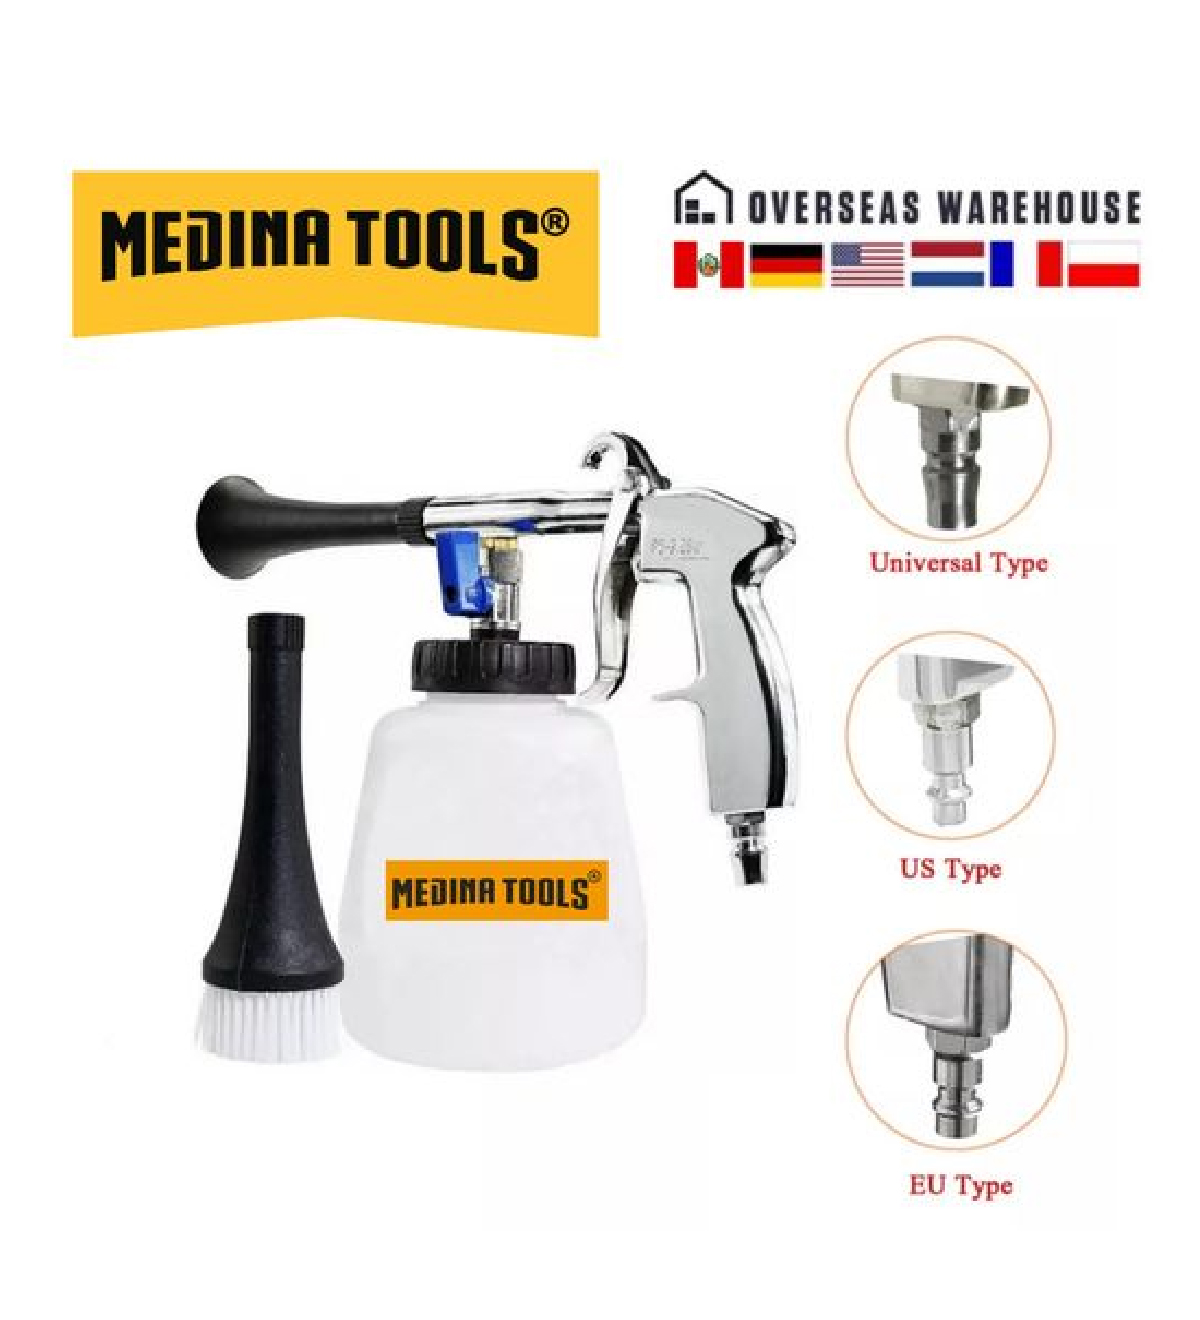 MEDINA TOOLS®
OVERSEAS WAREHOUSE
Universal Type
US Type
MEDINA TOOLS®
EU Type